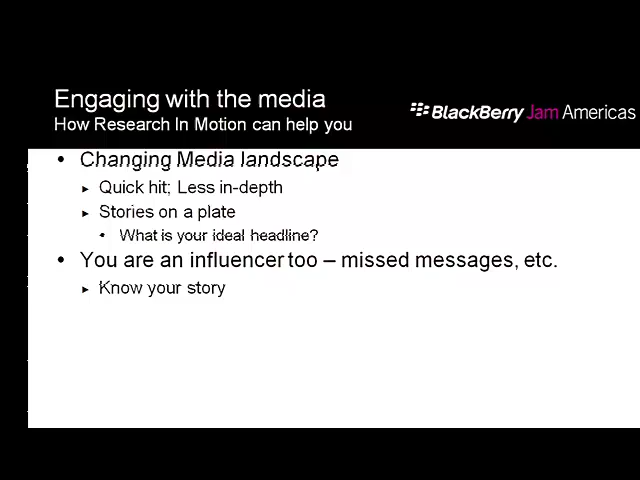 Engaging with the media
How Research In Motion can help you
BlackBerry Jam Americas
• Changing Media landscape
► Quick hit; Less in-depth
► Stories on a plate
• What is your ideal headline?
• You are an influencer too – missed messages, etc.
► Know your story